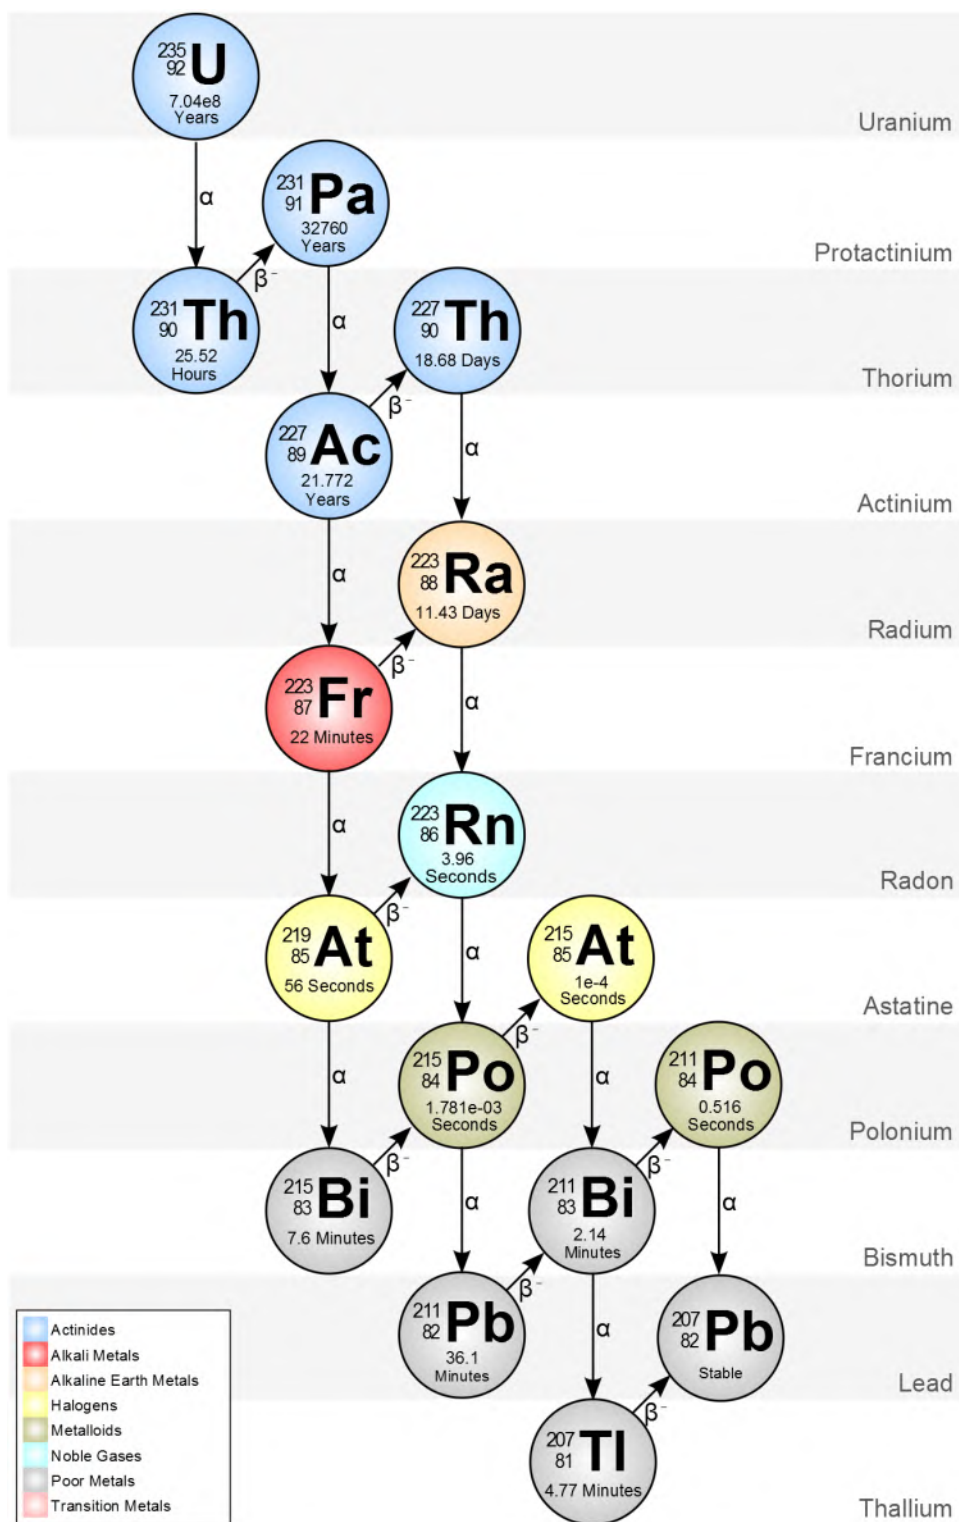 235
92
U
7.04e8
Years
Uranium
α
231
91
Pa
32760
Years
Protactinium
β⁻
231
90
Th
25.52
Hours
α
227
90
Th
18.68 Days
Thorium
β⁻
227
89
Ac
21.772
Years
α
Actinium
α
223
88
Ra
11.43 Days
Radium
β⁻
223
87
Fr
22 Minutes
α
Francium
α
223
86
Rn
3.96
Seconds
Radon
β⁻
219
85
At
56 Seconds
α
215
85
At
1e-4
Seconds
Astatine
β⁻
α
215
84
Po
1.781e-03
Seconds
α
211
84
Po
0.516
Seconds
Polonium
β⁻
β⁻
215
83
Bi
7.6 Minutes
α
211
83
Bi
2.14
Minutes
α
Bismuth
β⁻
211
82
Pb
36.1
Minutes
α
207
82
Pb
Stable
Lead
β⁻
207
81
Tl
4.77 Minutes
Thallium
Actinides
Alkali Metals
Alkaline Earth Metals
Halogens
Metalloids
Noble Gases
Poor Metals
Transition Metals